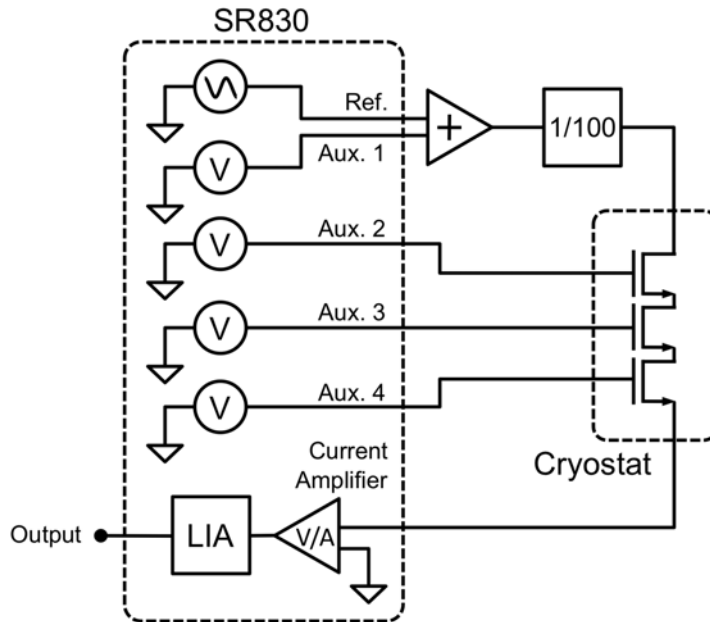 SR830
Ref.
+
1/100
V
Aux. 1
V
Aux. 2
V
Aux. 3
V
Aux. 4
Cryostat
Current
Amplifier
Output
LIA
V/A